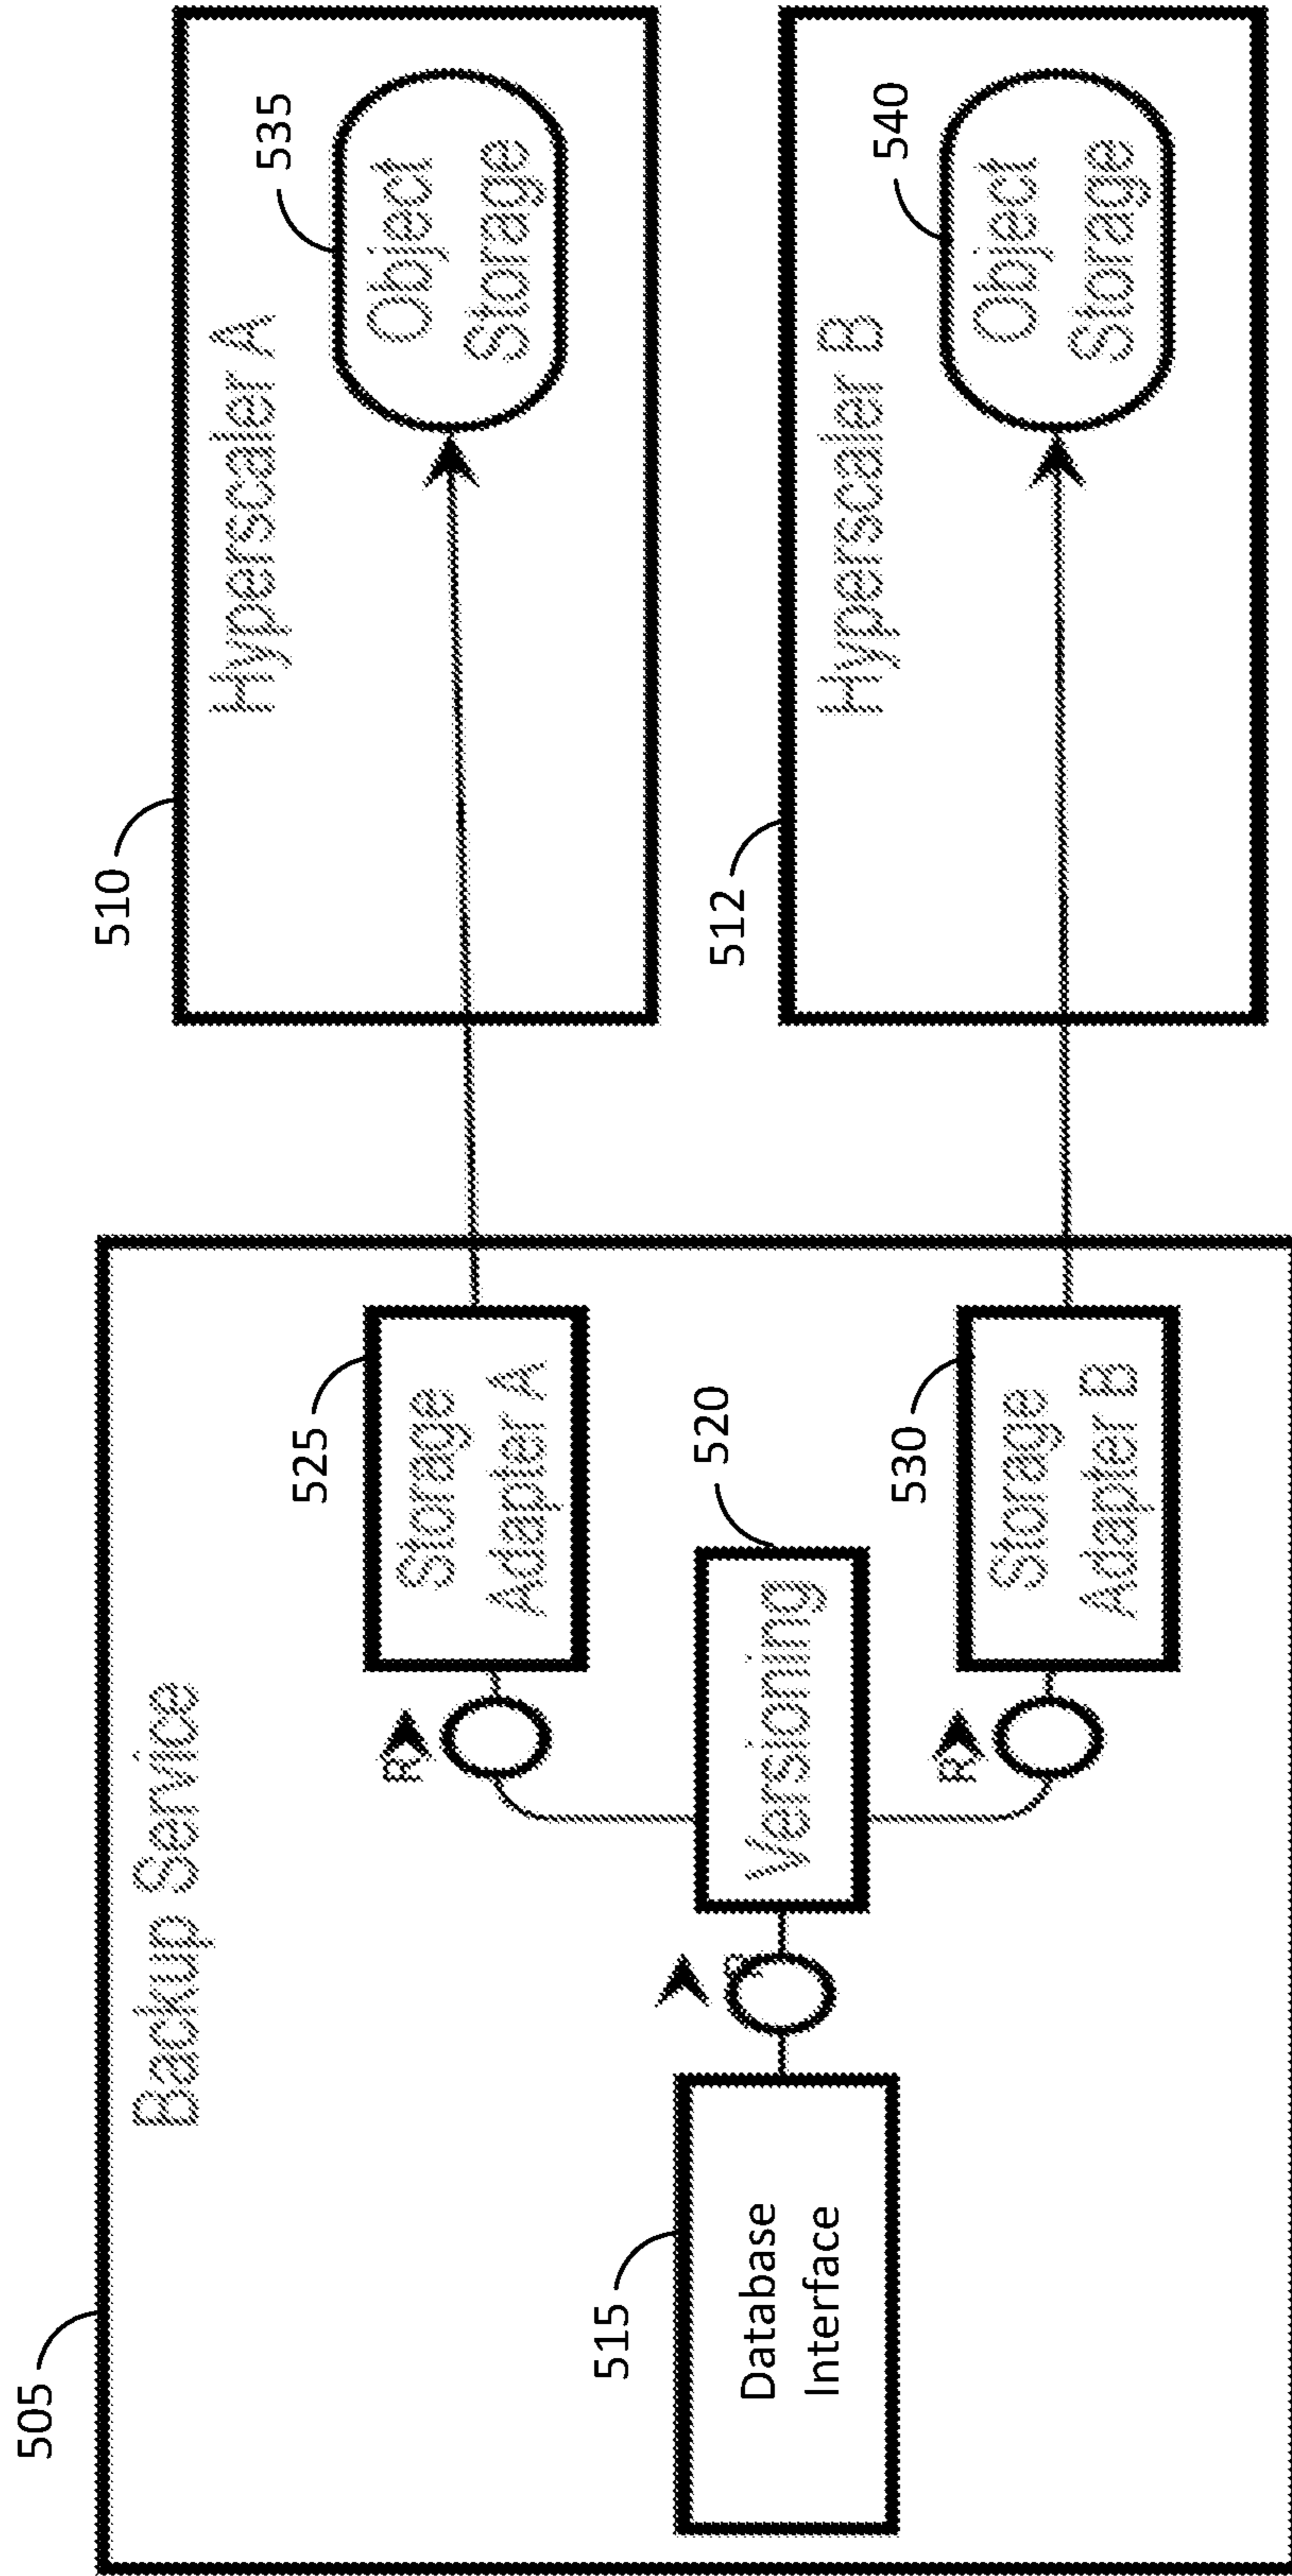 505
Backup Service
515
Database
Interface
R
Versioning
520
R
Storage
Adapter A
525
R
Storage
Adapter B
530
510
Hyperscaler A
Object
Storage
535
512
Hyperscaler B
Object
Storage
540